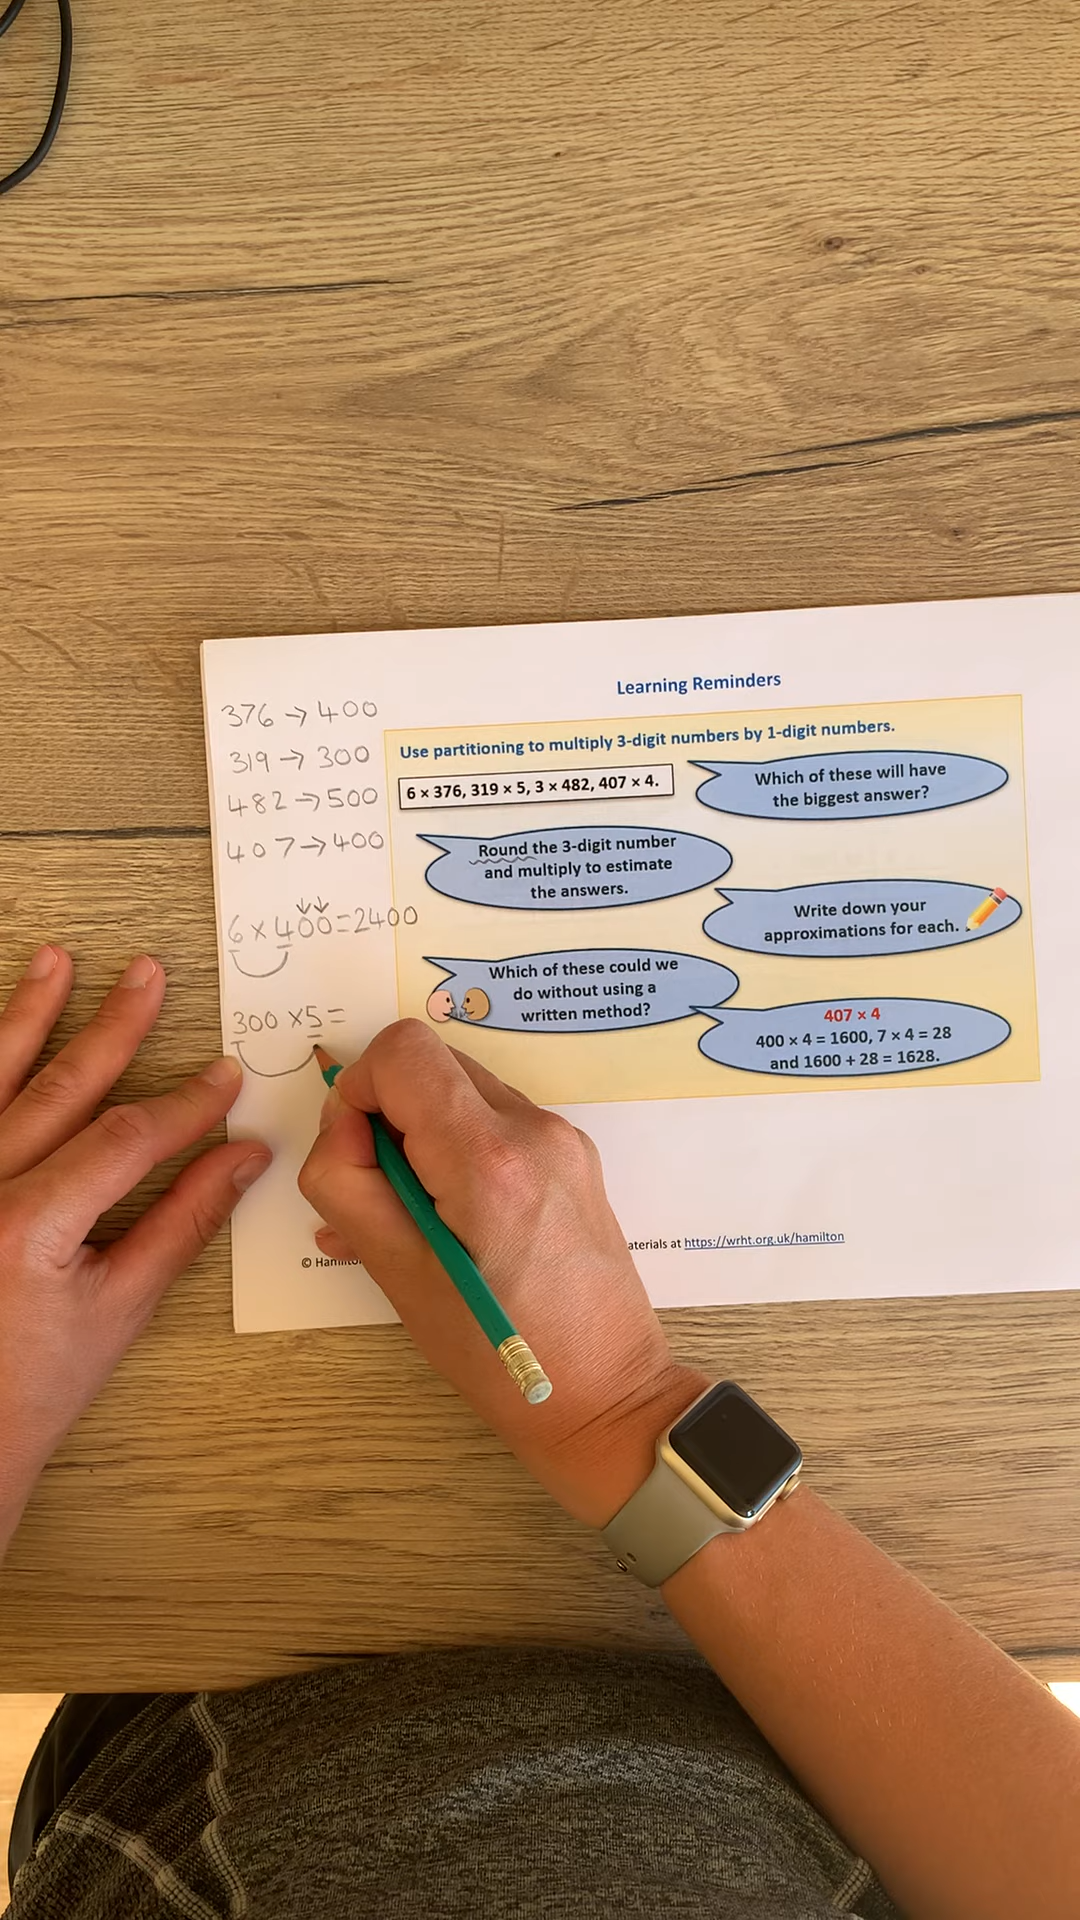 376 → 400
319 → 300
482 → 500
407 → 400
6 × 400 = 2400
300 × 5 =
Learning Reminders
Use partitioning to multiply 3-digit numbers by 1-digit numbers.
6 × 376, 319 × 5, 3 × 482, 407 × 4.
Which of these will have
the biggest answer?
Round the 3-digit number
and multiply to estimate
the answers.
Write down your
approximations for each.
Which of these could we
do without using a
written method?
407 × 4
400 × 4 = 1600, 7 × 4 = 28
and 1600 + 28 = 1628.
© aterials at https://wrht.org.uk/hamilton